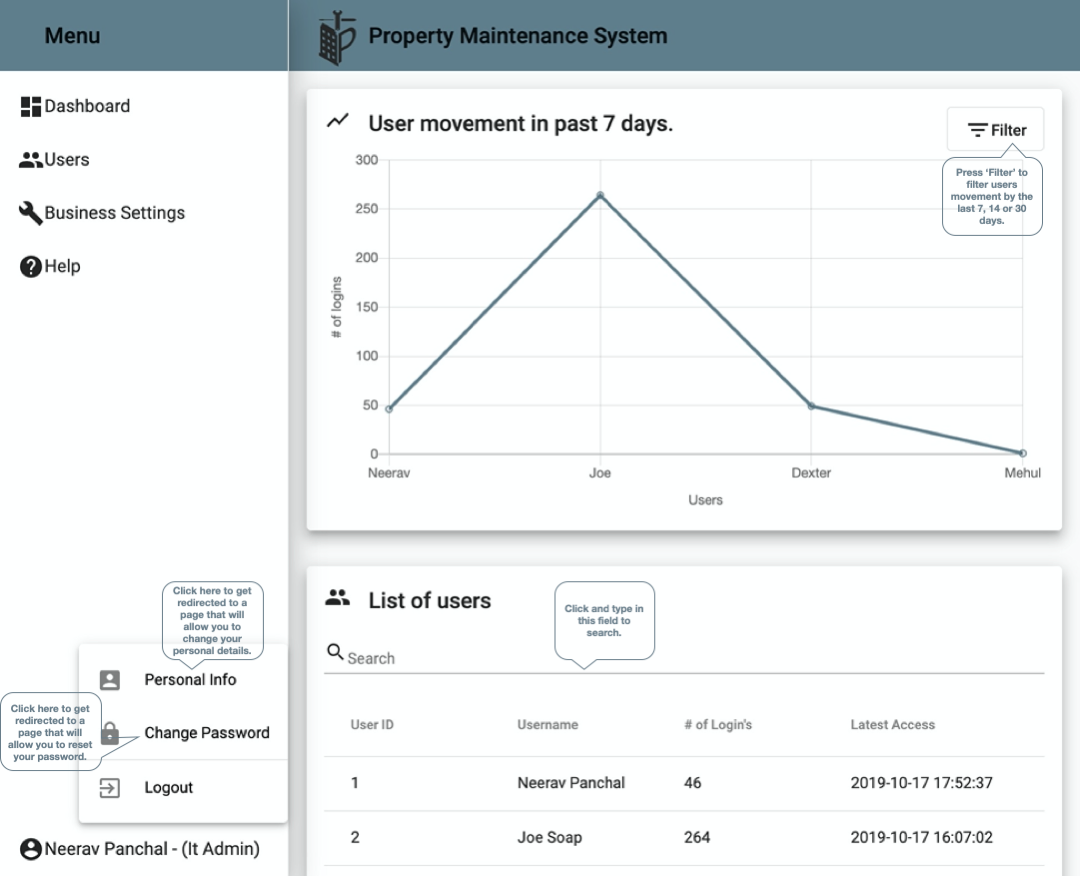 Menu
Property Maintenance System
Dashboard
Users
Business Settings
Help
User movement in past 7 days.
Filter
Press ‘Filter’ to
filter users
movement by the
last 7, 14 or 30
days.
300
250
200
150
100
50
0
# of logins
Neerav Joe Dexter Mehul
Users
Click here to get
redirected to a
page that will
allow you to
change your
personal details.
Personal Info
Click here to get
redirected to a
page that will
allow you to reset
your password.
Change Password
Logout
Neerav Panchal - (It Admin)
List of users
Click and type in
this field to
search.
Search
User ID Username # of Login's Latest Access
1 Neerav Panchal 46 2019-10-17 17:52:37
2 Joe Soap 264 2019-10-17 16:07:02